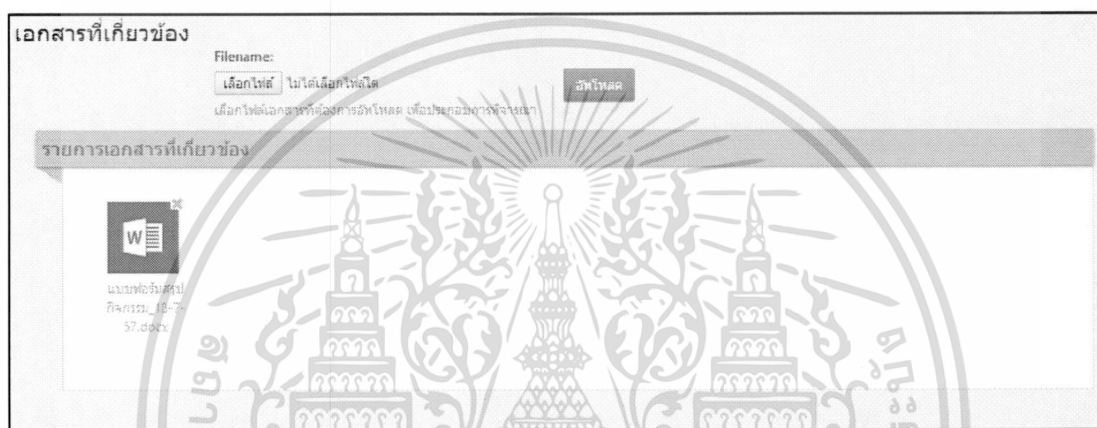 เอกสารที่เกี่ยวข้อง
Filename:
เลือกไฟล์ ไม่ได้เลือกไฟล์ใด
อัพโหลด
เลือกไฟล์เอกสารที่ต้องการอัพโหลด เพื่อประกอบการพิจารณา
รายการเอกสารที่เกี่ยวข้อง
W
แบบฟอร์มสรุป
กิจกรรม_18-7-
57.docx